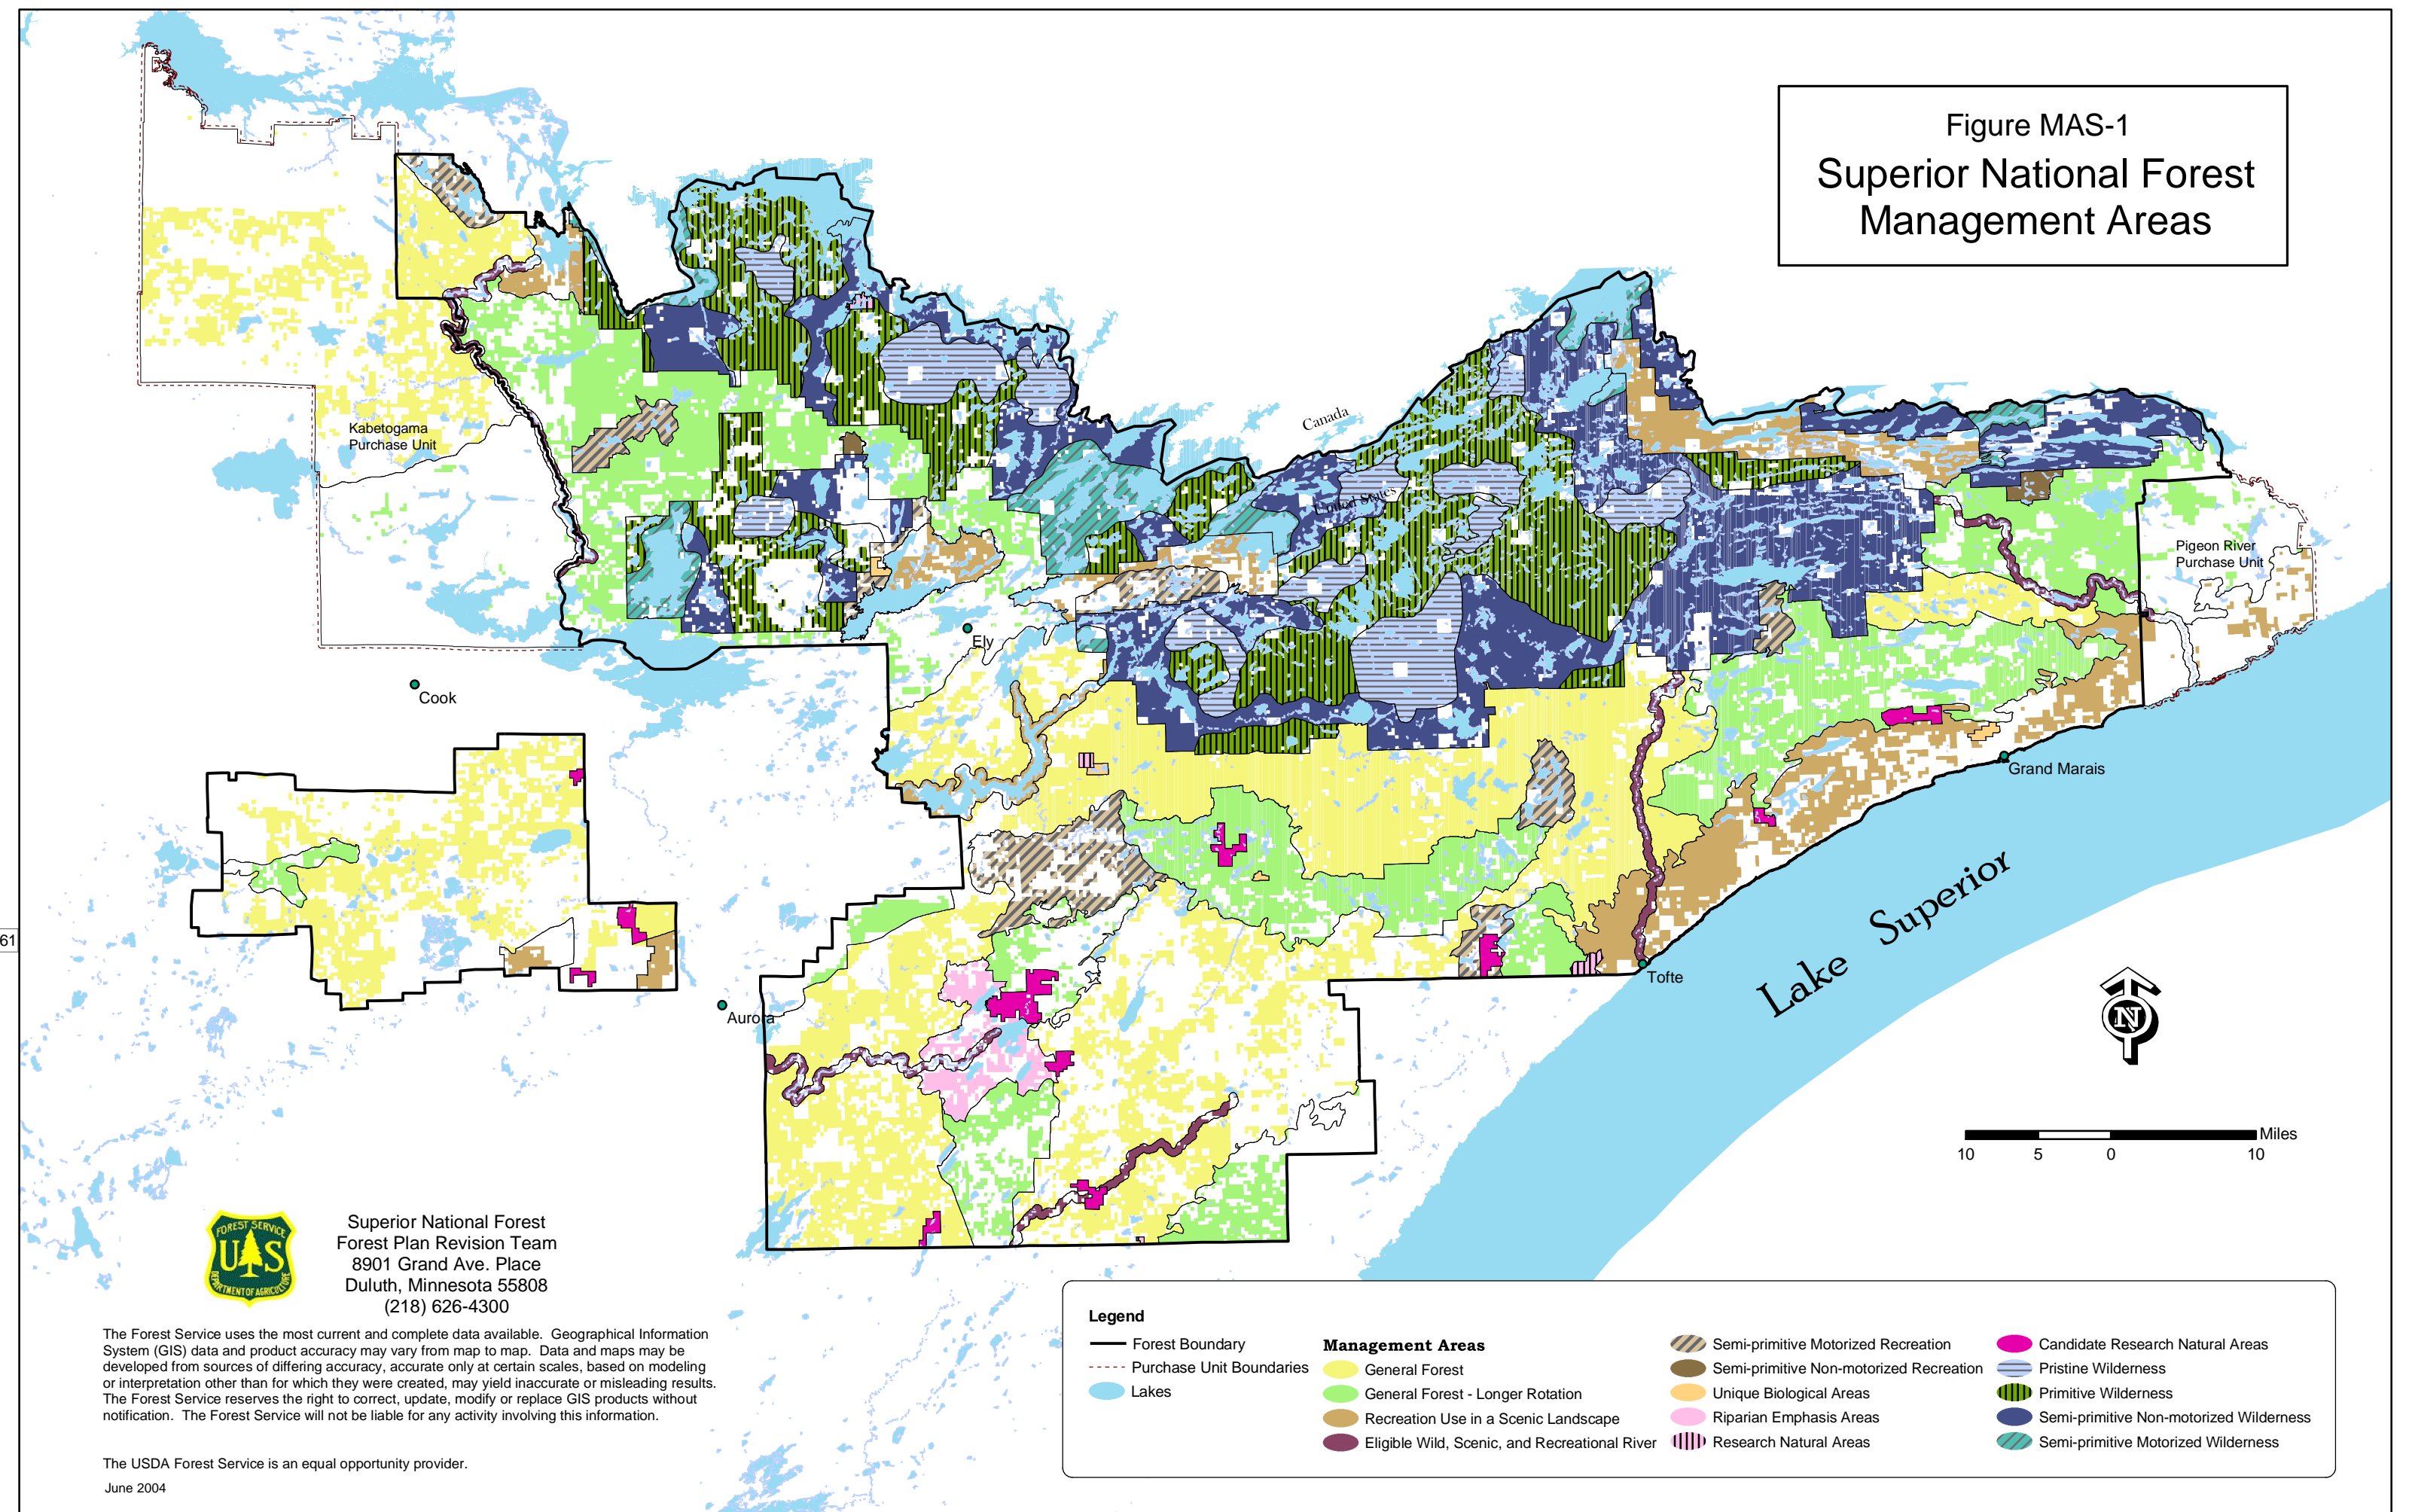 Figure MAS-1
Superior National Forest
Management Areas
Canada
United States
Kabetogama
Purchase Unit
Pigeon River
Purchase Unit
Ely
Cook
Grand Marais
Tofte
Aurora
Lake Superior
61
N
Miles
10 5 0 10
FOREST SERVICE
U S
DEPARTMENT OF AGRICULTURE
Superior National Forest
Forest Plan Revision Team
8901 Grand Ave. Place
Duluth, Minnesota 55808
(218) 626-4300
The Forest Service uses the most current and complete data available. Geographical Information
System (GIS) data and product accuracy may vary from map to map. Data and maps may be
developed from sources of differing accuracy, accurate only at certain scales, based on modeling
or interpretation other than for which they were created, may yield inaccurate or misleading results.
The Forest Service reserves the right to correct, update, modify or replace GIS products without
notification. The Forest Service will not be liable for any activity involving this information.
The USDA Forest Service is an equal opportunity provider.
June 2004
Legend
Forest Boundary
Purchase Unit Boundaries
Lakes
Management Areas
General Forest
General Forest - Longer Rotation
Recreation Use in a Scenic Landscape
Eligible Wild, Scenic, and Recreational River
Semi-primitive Motorized Recreation
Semi-primitive Non-motorized Recreation
Unique Biological Areas
Riparian Emphasis Areas
Research Natural Areas
Candidate Research Natural Areas
Pristine Wilderness
Primitive Wilderness
Semi-primitive Non-motorized Wilderness
Semi-primitive Motorized Wilderness